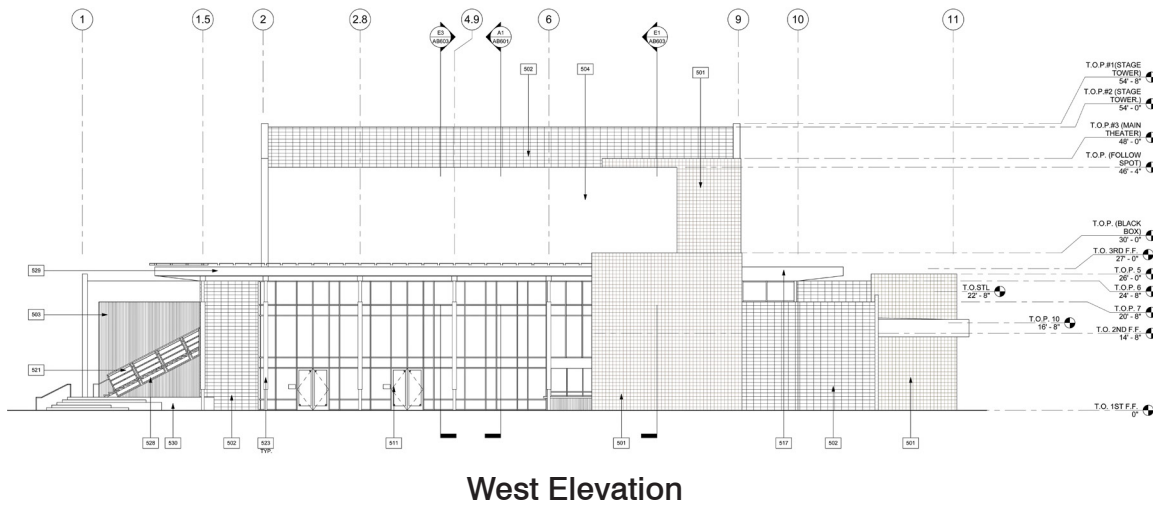 1
1.5
2
2.8
4.9
6
9
10
11
E3
AB603
A1
AB601
E1
AB603
502
504
501
T.O.P.#1(STAGE
TOWER)
54' - 8"
T.O.P.#2 (STAGE
TOWER.)
54' - 0"
T.O.P.#3 (MAIN
THEATER)
48' - 0"
T.O.P. (FOLLOW
SPOT)
46' - 4"
T.O.P. (BLACK
BOX)
30' - 0"
T.O. 3RD F.F.
27' - 0"
T.O.P. 5
26' - 0"
T.O.P. 6
24' - 8"
T.O.STL
22' - 8"
T.O.P. 7
20' - 8"
T.O.P. 10
16' - 8"
T.O. 2ND F.F.
14' - 8"
T.O. 1ST F.F.
0"
529
503
521
528
530
502
523
TYP.
511
501
517
502
501
West Elevation